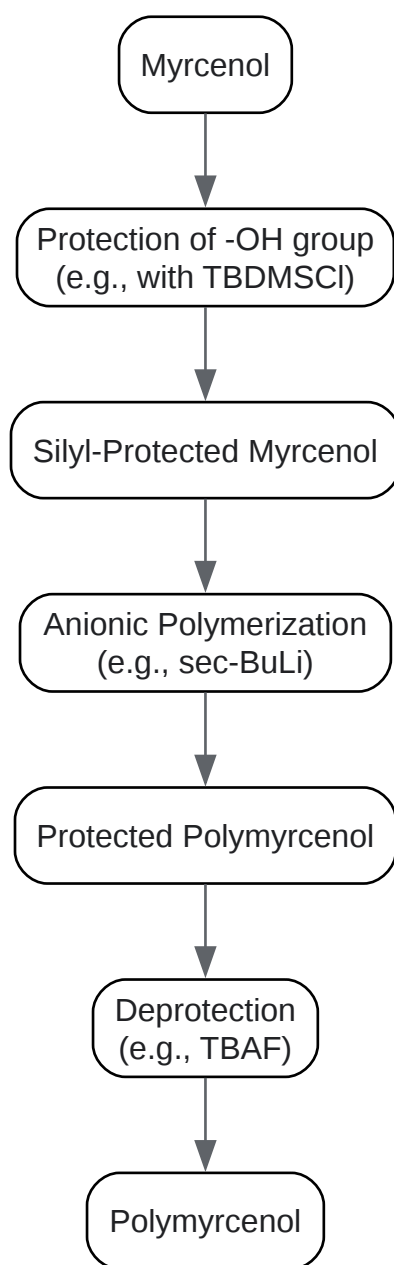 Myrcenol
Protection of -OH group
(e.g., with TBDMSCl)
Silyl-Protected Myrcenol
Anionic Polymerization
(e.g., sec-BuLi)
Protected Polymyrcenol
Deprotection
(e.g., TBAF)
Polymyrcenol